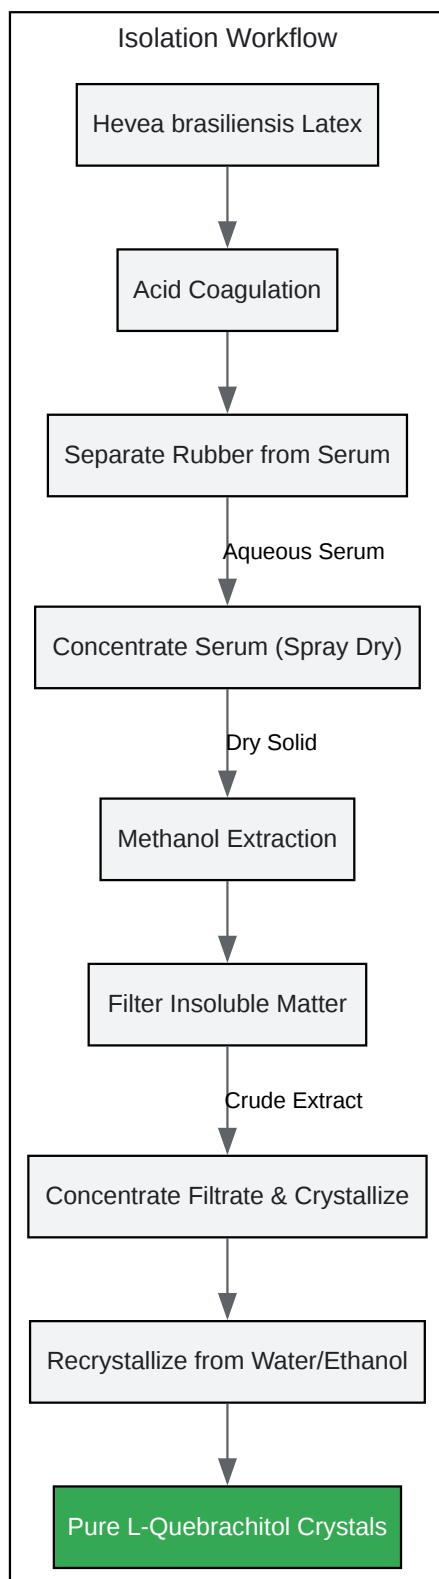 Isolation Workflow
Hevea brasiliensis Latex
Acid Coagulation
Separate Rubber from Serum
Aqueous Serum
Concentrate Serum (Spray Dry)
Dry Solid
Methanol Extraction
Filter Insoluble Matter
Crude Extract
Concentrate Filtrate & Crystallize
Recrystallize from Water/Ethanol
Pure L-Quebrachitol Crystals